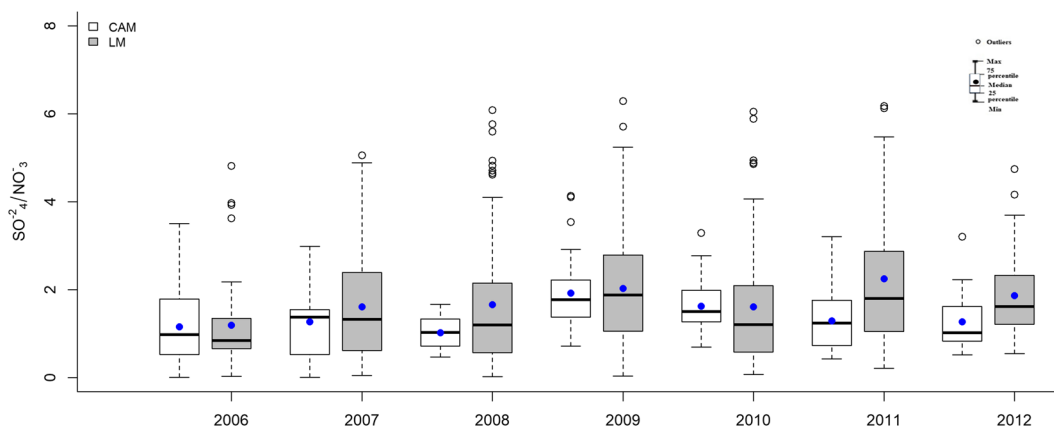 CAM
LM
Outliers
Max
75
percentile
Median
25
percentile
Min
SO⁻²₄/NO⁻₃
8
6
4
2
0
2006 2007 2008 2009 2010 2011 2012